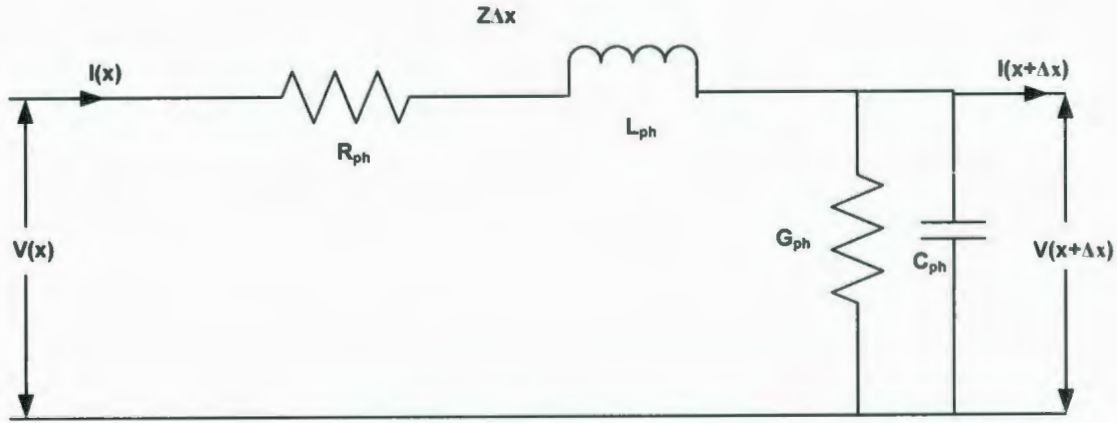 ZΔx
I(x)
I(x+Δx)
R_ph
L_ph
V(x)
G_ph
C_ph
V(x+Δx)